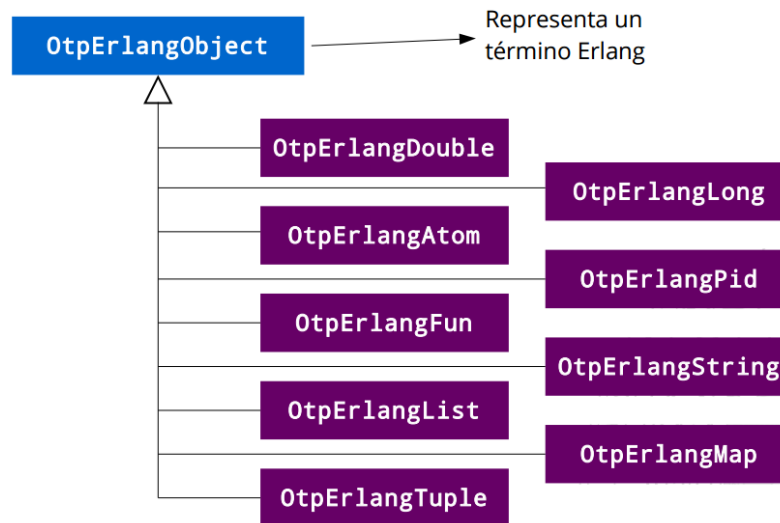 OtpErlangObject
Representa un
término Erlang
OtpErlangDouble
OtpErlangLong
OtpErlangAtom
OtpErlangPid
OtpErlangFun
OtpErlangString
OtpErlangList
OtpErlangMap
OtpErlangTuple